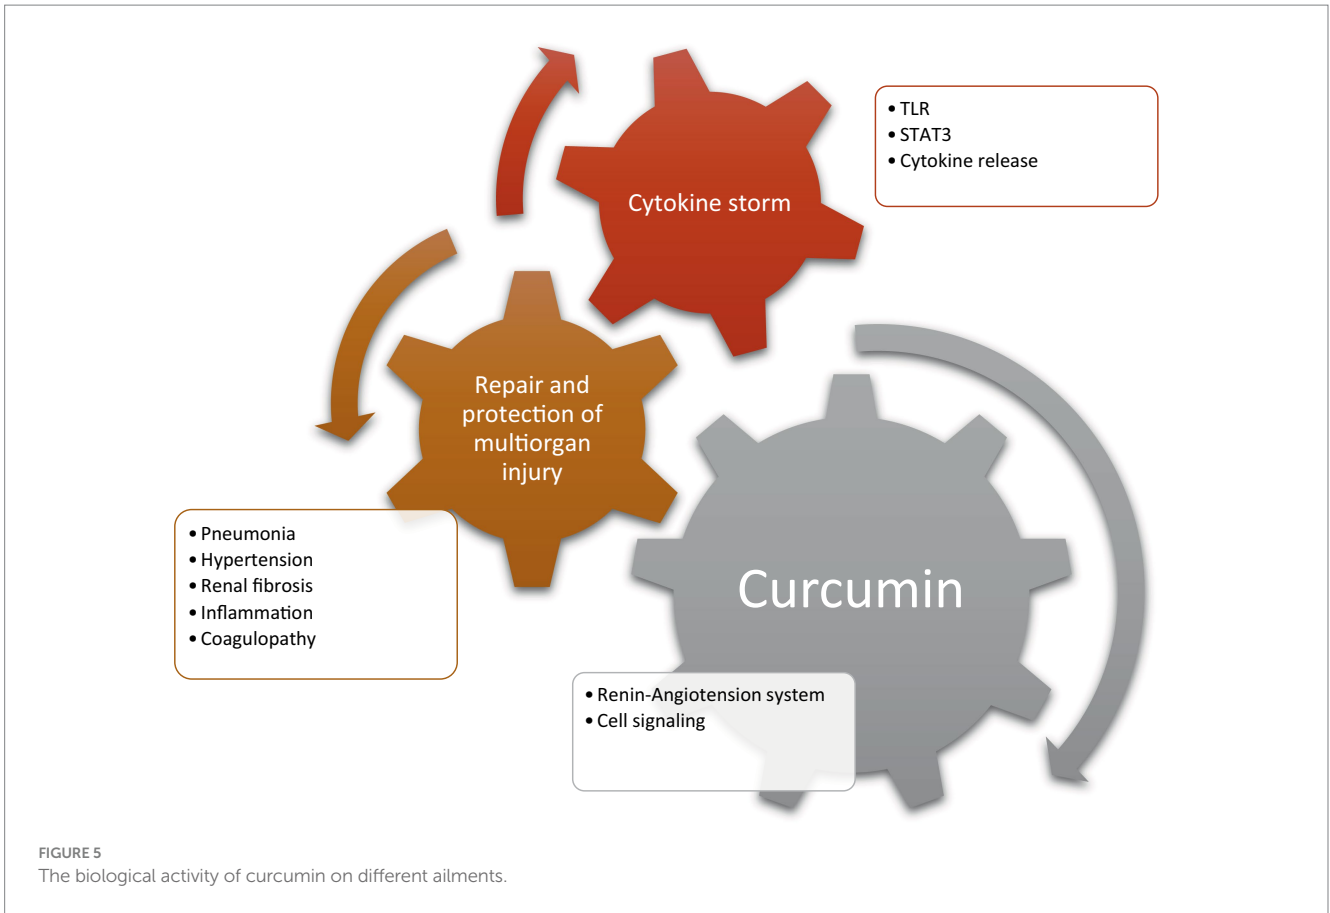 Cytokine storm
• TLR
• STAT3
• Cytokine release
Repair and
protection of
multiorgan
injury
• Pneumonia
• Hypertension
• Renal fibrosis
• Inflammation
• Coagulopathy
Curcumin
• Renin-Angiotension system
• Cell signaling
FIGURE 5
The biological activity of curcumin on different ailments.